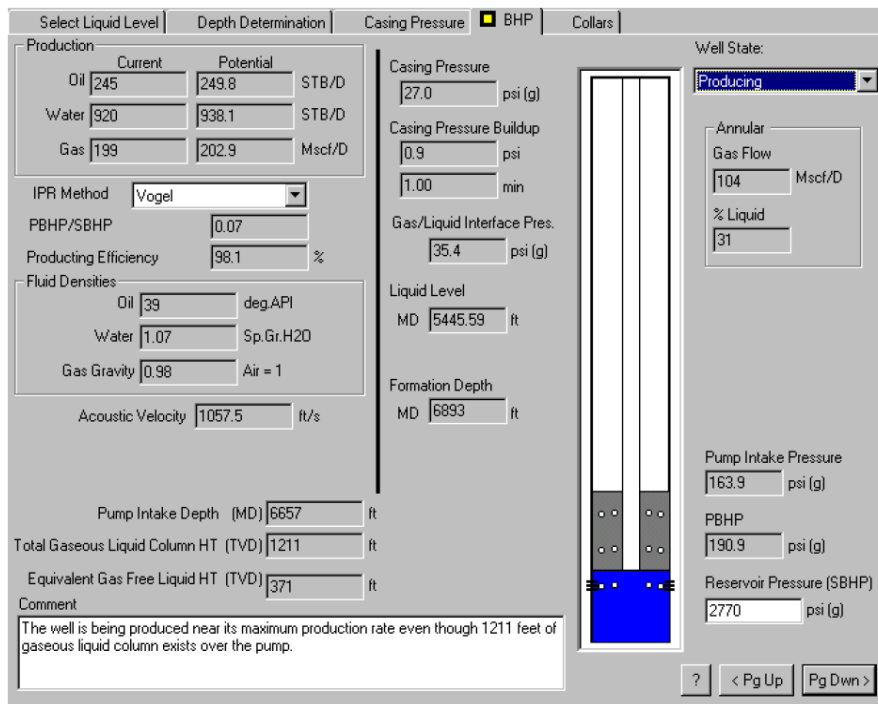 Select Liquid Level Depth Determination Casing Pressure BHP Collars
Production
Current Potential
Oil 245 249.8 STB/D
Water 920 938.1 STB/D
Gas 199 202.9 Mscf/D
IPR Method Vogel
PBHP/SBHP 0.07
Producting Efficiency 98.1 %
Fluid Densities
Oil 39 deg.API
Water 1.07 Sp.Gr.H2O
Gas Gravity 0.98 Air = 1
Acoustic Velocity 1057.5 ft/s
Casing Pressure
27.0 psi (g)
Casing Pressure Buildup
0.9 psi
1.00 min
Gas/Liquid Interface Pres.
35.4 psi (g)
Liquid Level
MD 5445.59 ft
Formation Depth
MD 6893 ft
Well State:
Producing
Annular
Gas Flow
104 Mscf/D
% Liquid
31
Pump Intake Pressure
163.9 psi (g)
PBHP
190.9 psi (g)
Reservoir Pressure (SBHP)
2770 psi (g)
Pump Intake Depth (MD) 6657 ft
Total Gaseous Liquid Column HT (TVD) 1211 ft
Equivalent Gas Free Liquid HT (TVD) 371 ft
Comment
The well is being produced near its maximum production rate even though 1211 feet of
gaseous liquid column exists over the pump.
? < Pg Up Pg Dwn >